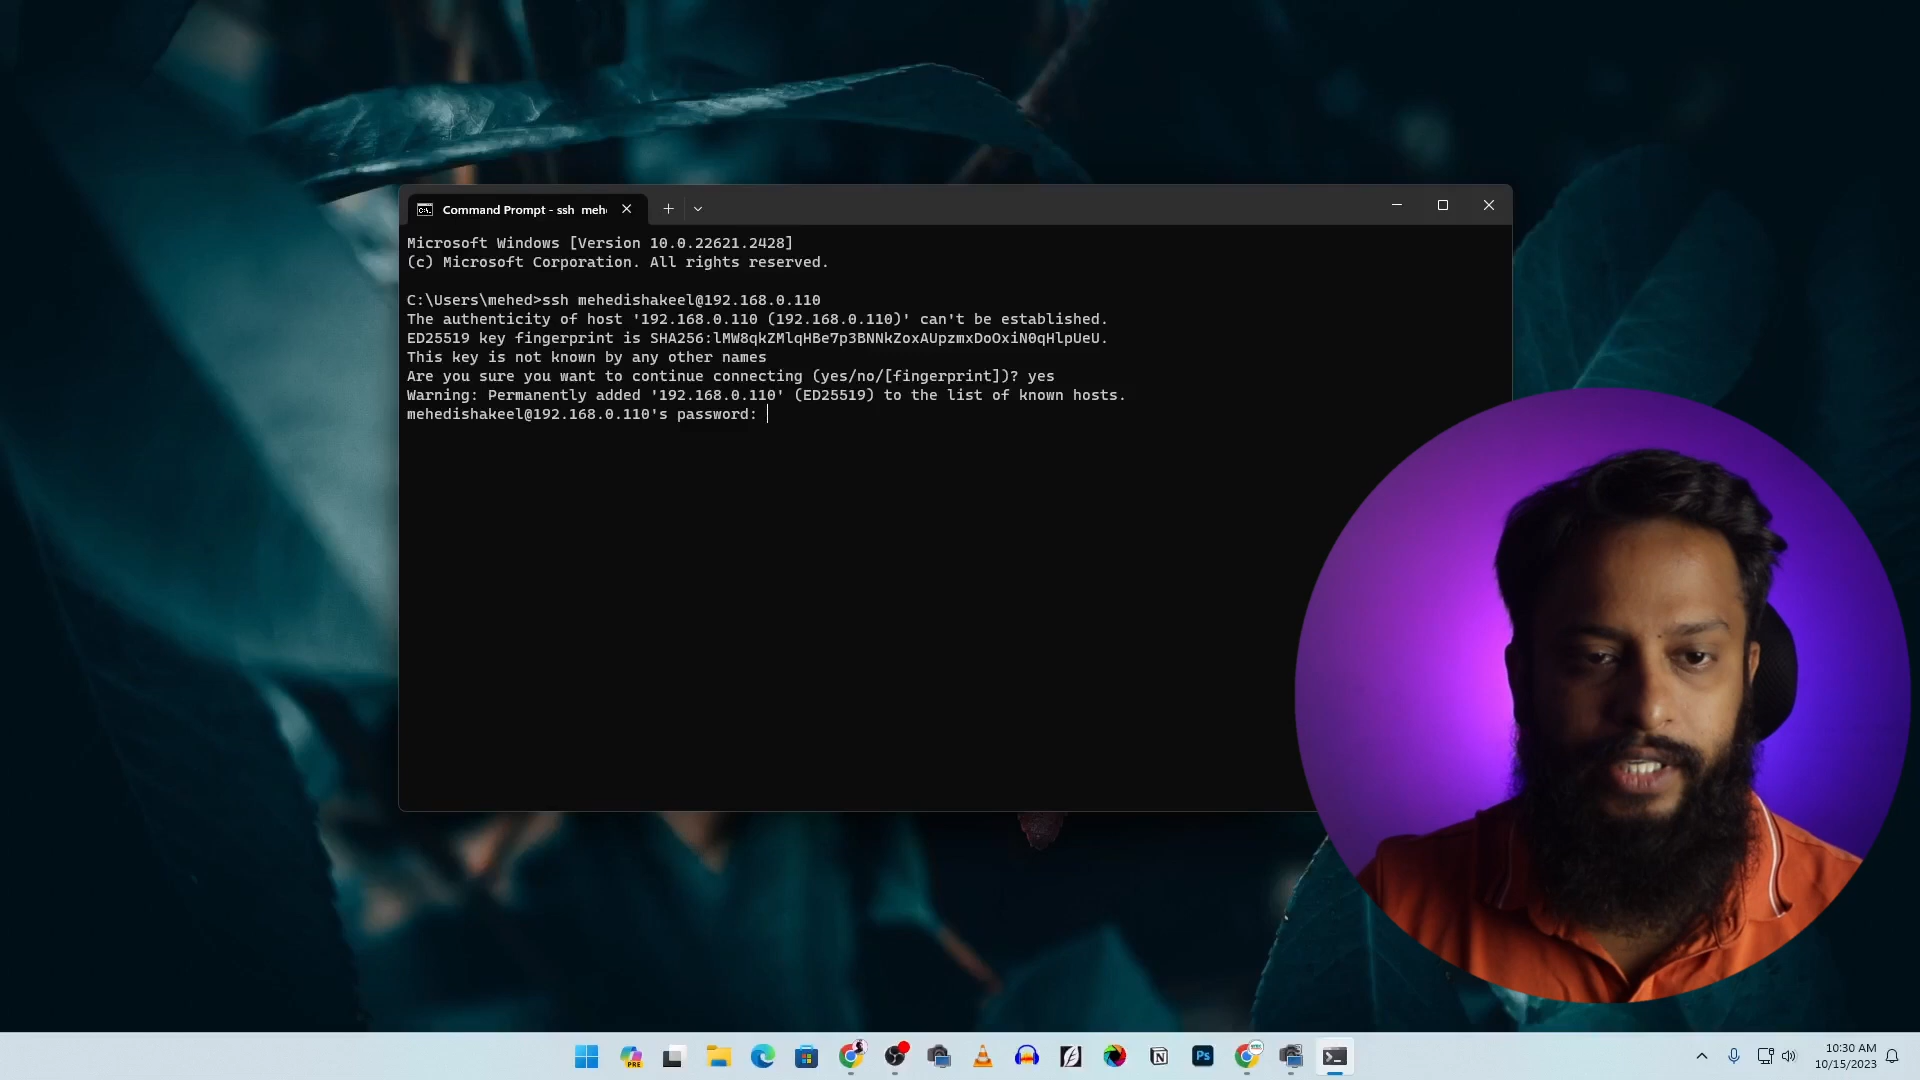 Command Prompt - ssh meh
Microsoft Windows [Version 10.0.22621.2428]
(c) Microsoft Corporation. All rights reserved.
C:\Users\mehed>ssh mehedishakeel@192.168.0.110
The authenticity of host '192.168.0.110 (192.168.0.110)' can't be established.
ED25519 key fingerprint is SHA256:lMW8qkZMlqHBe7p3BNNkZoxAUpzmxDoOxiN0qHlpUeU.
This key is not known by any other names
Are you sure you want to continue connecting (yes/no/[fingerprint])? yes
Warning: Permanently added '192.168.0.110' (ED25519) to the list of known hosts.
mehedishakeel@192.168.0.110's password:
PRE
Ps
10:30 AM
10/15/2023